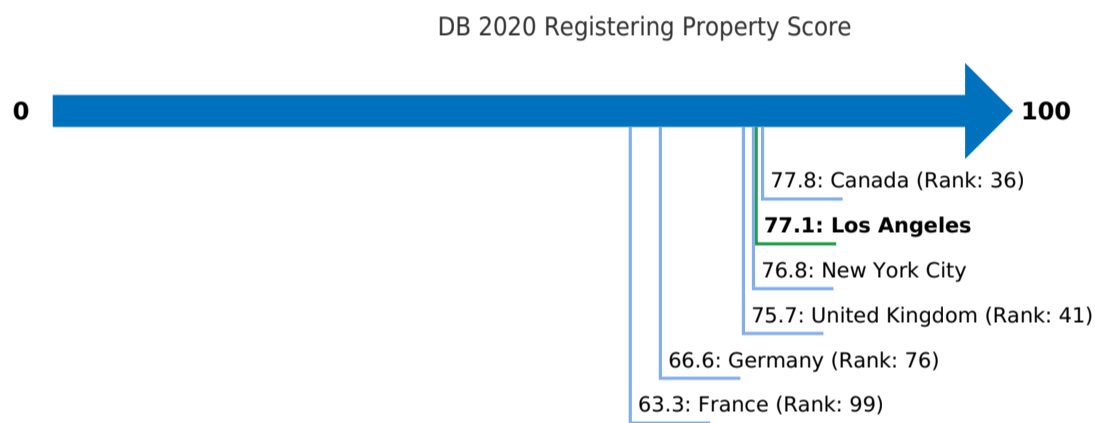 DB 2020 Registering Property Score
0
100
77.8: Canada (Rank: 36)
77.1: Los Angeles
76.8: New York City
75.7: United Kingdom (Rank: 41)
66.6: Germany (Rank: 76)
63.3: France (Rank: 99)